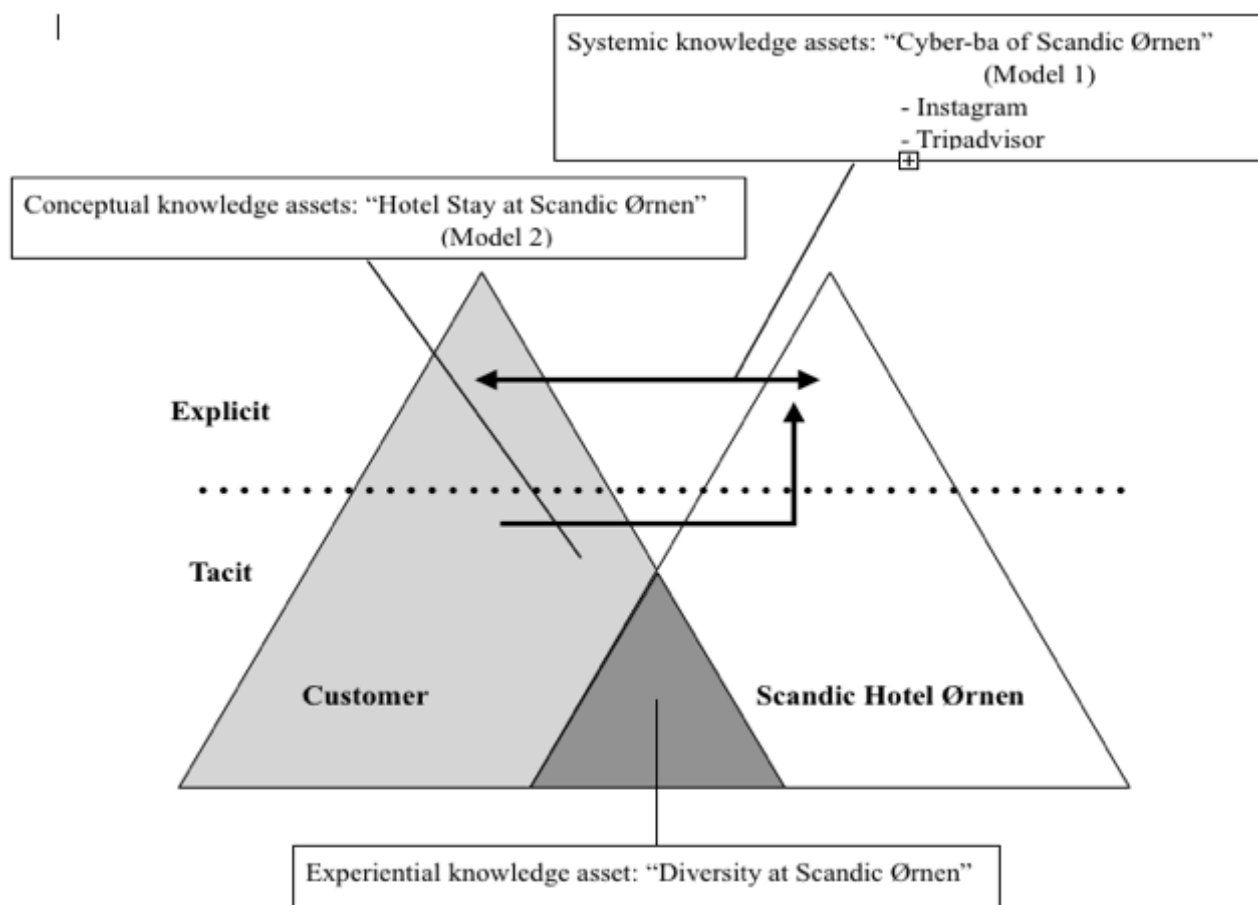 Systemic knowledge assets: “Cyber-ba of Scandic Ørnen”
(Model 1)
- Instagram
- Tripadvisor
Conceptual knowledge assets: “Hotel Stay at Scandic Ørnen”
(Model 2)
Explicit
Tacit
Customer
Scandic Hotel Ørnen
Experiential knowledge asset: “Diversity at Scandic Ørnen”